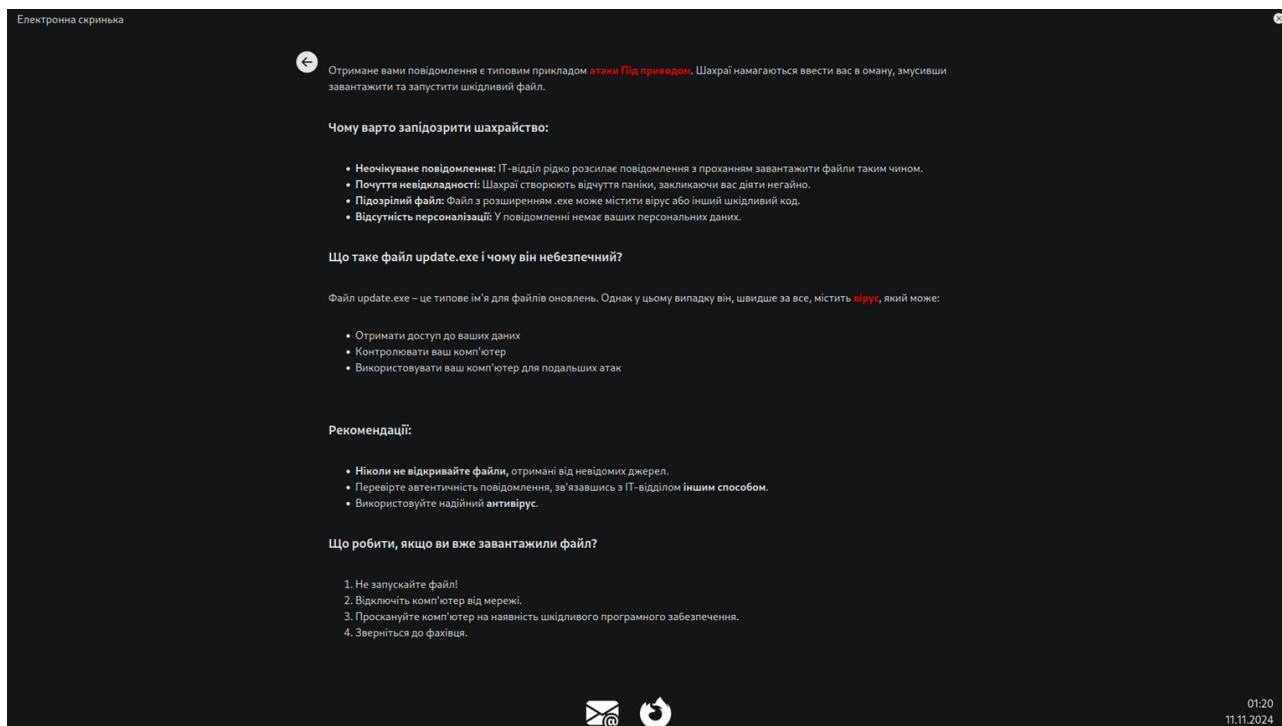 Електронна скринька
Отримане вами повідомлення є типовим прикладом атаки Під приводом. Шахраї намагаються ввести вас в оману, змусивши
завантажити та запустити шкідливий файл.
Чому варто запідозрити шахрайство:
• Неочікуване повідомлення: ІТ-відділ рідко розсилає повідомлення з проханням завантажити файли таким чином.
• Почуття невідкладності: Шахраї створюють відчуття паніки, закликаючи вас діяти негайно.
• Підозрілий файл: Файл з розширенням .exe може містити вірус або інший шкідливий код.
• Відсутність персоналізації: У повідомленні немає ваших персональних даних.
Що таке файл update.exe і чому він небезпечний?
Файл update.exe – це типове ім'я для файлів оновлень. Однак у цьому випадку він, швидше за все, містить вірус, який може:
• Отримати доступ до ваших даних
• Контролювати ваш комп'ютер
• Використовувати ваш комп'ютер для подальших атак
Рекомендації:
• Ніколи не відкривайте файли, отримані від невідомих джерел.
• Перевірте автентичність повідомлення, зв'язавшись з ІТ-відділом іншим способом.
• Використовуйте надійний антивірус.
Що робити, якщо ви вже завантажили файл?
1. Не запускайте файл!
2. Відключіть комп'ютер від мережі.
3. Проскануйте комп'ютер на наявність шкідливого програмного забезпечення.
4. Зверніться до фахівця.
01:20
11.11.2024